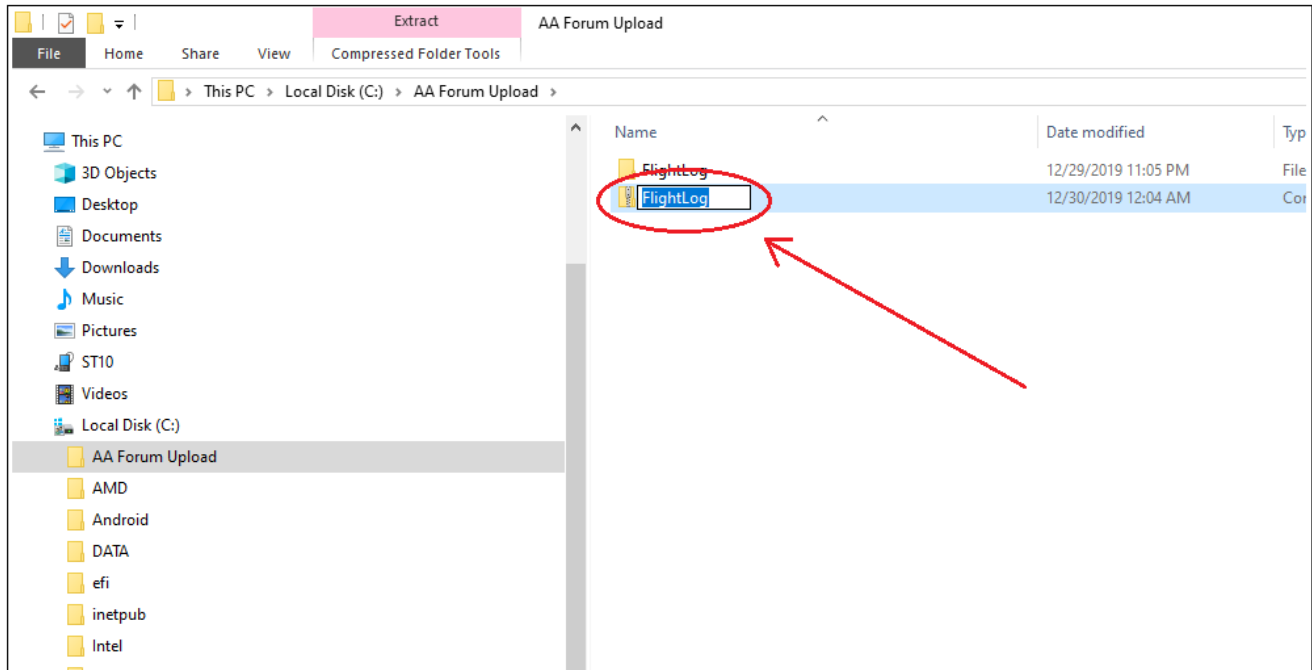 Extract AA Forum Upload
File Home Share View Compressed Folder Tools
This PC Local Disk (C:) AA Forum Upload
This PC
3D Objects
Desktop
Documents
Downloads
Music
Pictures
ST10
Videos
Local Disk (C:)
AA Forum Upload
AMD
Android
DATA
efi
inetpub
Intel
Name Date modified Typ
FlightLog 12/29/2019 11:05 PM File
FlightLog 12/30/2019 12:04 AM Cor